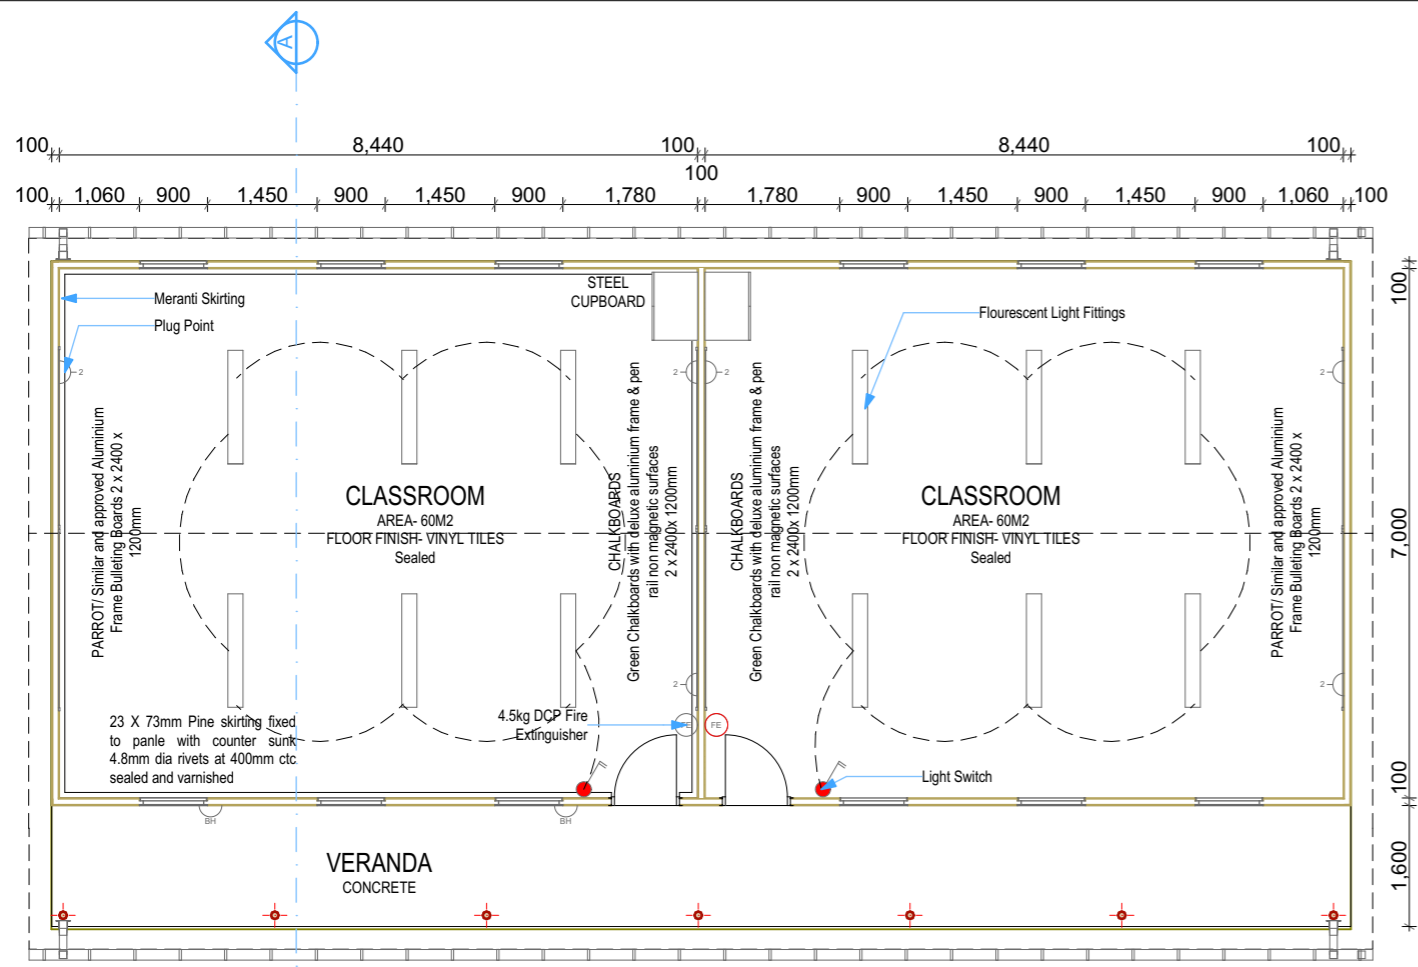 A
100 8,440 100 8,440 100
100
100 1,060 900 1,450 900 1,450 900 1,780 1,780 900 1,450 900 1,450 900 1,060 100
STEEL
CUPBOARD
Meranti Skirting
Plug Point
Flourescent Light Fittings
2
2
2
2
PARROT/ Similar and approved Aluminium
Frame Bulleting Boards 2 x 2400 x
1200mm
CLASSROOM
AREA- 60M2
FLOOR FINISH- VINYL TILES
Sealed
CHALKBOARDS
Green Chalkboards with deluxe aluminium frame & pen
rail non magnetic surfaces
2 x 2400x 1200mm
CHALKBOARDS
Green Chalkboards with deluxe aluminium frame & pen
rail non magnetic surfaces
2 x 2400x 1200mm
CLASSROOM
AREA- 60M2
FLOOR FINISH- VINYL TILES
Sealed
PARROT/ Similar and approved Aluminium
Frame Bulleting Boards 2 x 2400 x
1200mm
2
2
23 X 73mm Pine skirting fixed
to panle with counter sunk
4.8mm dia rivets at 400mm ctc
sealed and varnished
4.5kg DCP Fire
Extinguisher
FE
FE
Light Switch
BH
BH
VERANDA
CONCRETE
100
7,000
100
1,600